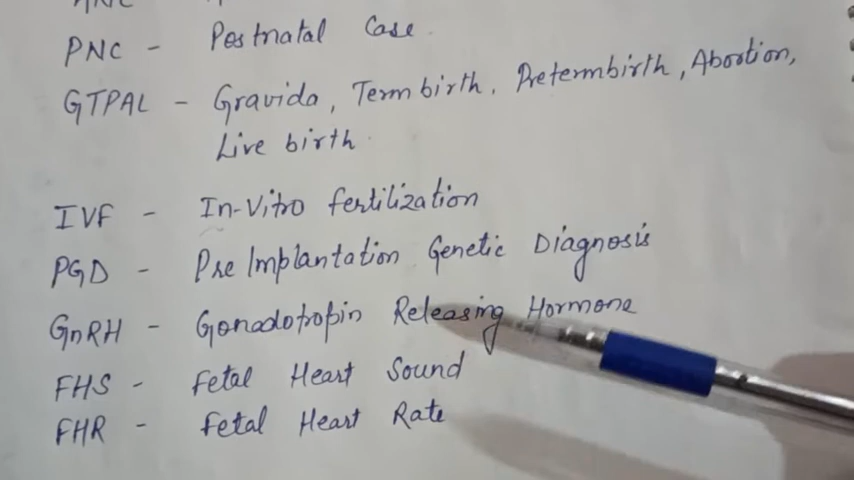 PNC - Postnatal Case
GTPAL - Gravida, Term birth, Preterm birth, Abortion,
Live birth
IVF - In-Vitro fertilization
PGD - Pre Implantation Genetic Diagnosis
GnRH - Gonadotropin Releasing Hormone
FHS - Fetal Heart Sound
FHR - Fetal Heart Rate